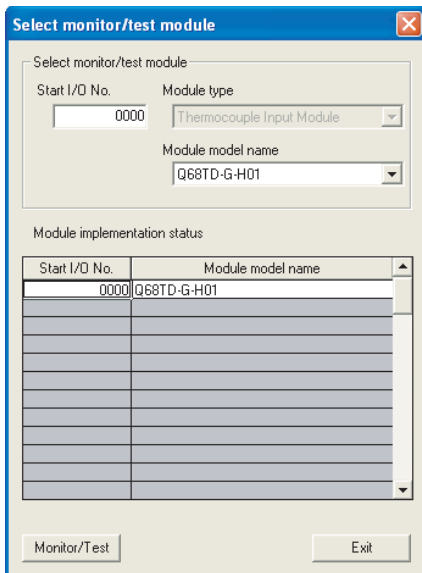 Select monitor/test module
Select monitor/test module
Start I/O No. Module type
0000 Thermocouple Input Module
Module model name
Q68TD-G-H01
Module implementation status
Start I/O No. Module model name
0000 Q68TD-G-H01
Monitor/Test Exit